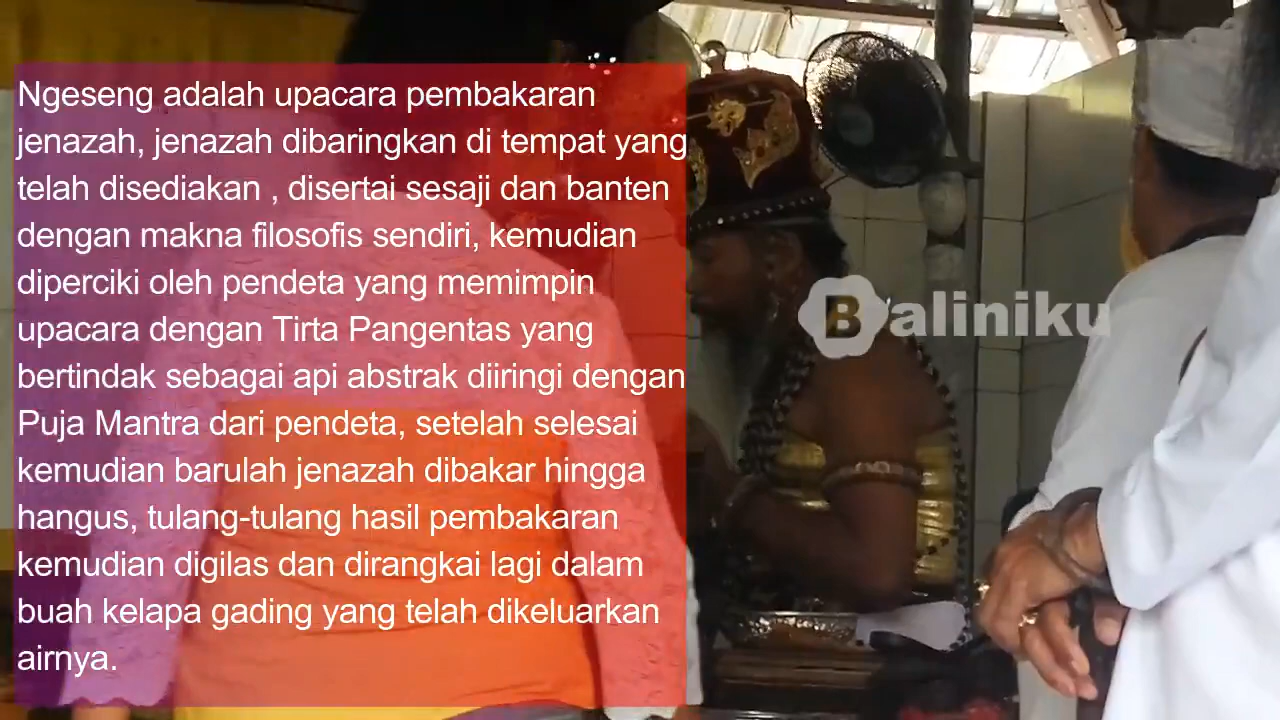 Ngeseng adalah upacara pembakaran
jenazah, jenazah dibaringkan di tempat yang
telah disediakan , disertai sesaji dan banten
dengan makna filosofis sendiri, kemudian
diperciki oleh pendeta yang memimpin
upacara dengan Tirta Pangentas yang
bertindak sebagai api abstrak diiringi dengan
Puja Mantra dari pendeta, setelah selesai
kemudian barulah jenazah dibakar hingga
hangus, tulang-tulang hasil pembakaran
kemudian digilas dan dirangkai lagi dalam
buah kelapa gading yang telah dikeluarkan
airnya.
Baliniku